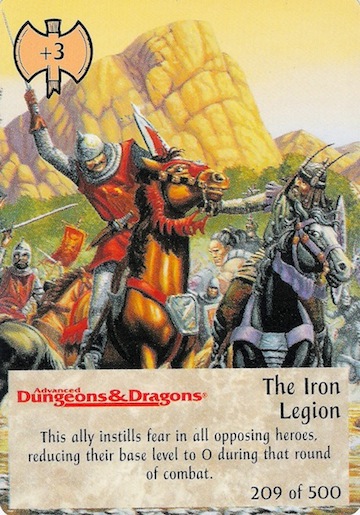 +3
Advanced
Dungeons & Dragons®
The Iron
Legion
This ally instills fear in all opposing heroes,
reducing their base level to 0 during that round
of combat.
209 of 500